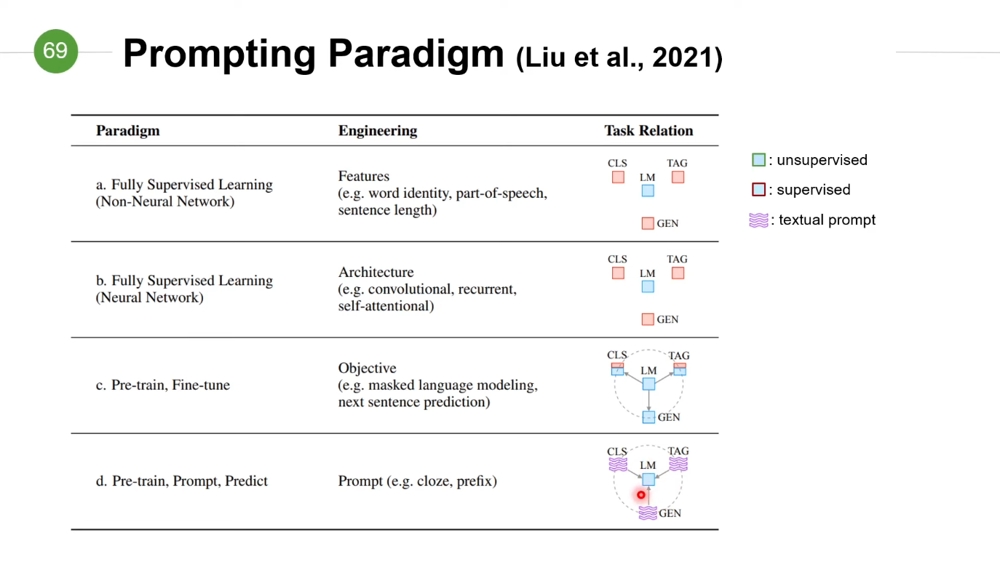 69
Prompting Paradigm (Liu et al., 2021)
Paradigm
Engineering
Task Relation
a. Fully Supervised Learning
(Non-Neural Network)
Features
(e.g. word identity, part-of-speech,
sentence length)
CLS
TAG
LM
GEN
b. Fully Supervised Learning
(Neural Network)
Architecture
(e.g. convolutional, recurrent,
self-attentional)
CLS
TAG
LM
GEN
c. Pre-train, Fine-tune
Objective
(e.g. masked language modeling,
next sentence prediction)
CLS
TAG
LM
GEN
d. Pre-train, Prompt, Predict
Prompt (e.g. cloze, prefix)
CLS
TAG
LM
GEN
: unsupervised
: supervised
: textual prompt